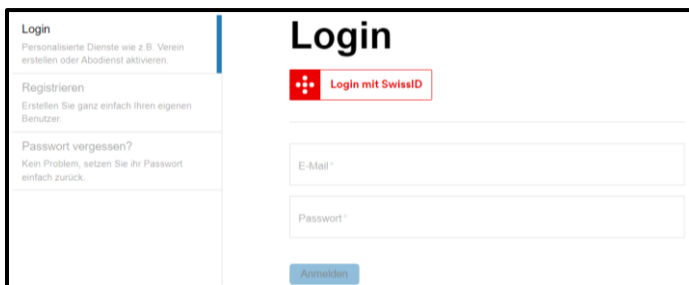 Login
Personalisierte Dienste wie z.B. Verein
erstellen oder Abodienst aktivieren.
Registrieren
Erstellen Sie ganz einfach Ihren eigenen
Benutzer.
Passwort vergessen?
Kein Problem, setzen Sie ihr Passwort
einfach zurück.
Login
Login mit SwissID
E-Mail*
Passwort*
Anmelden